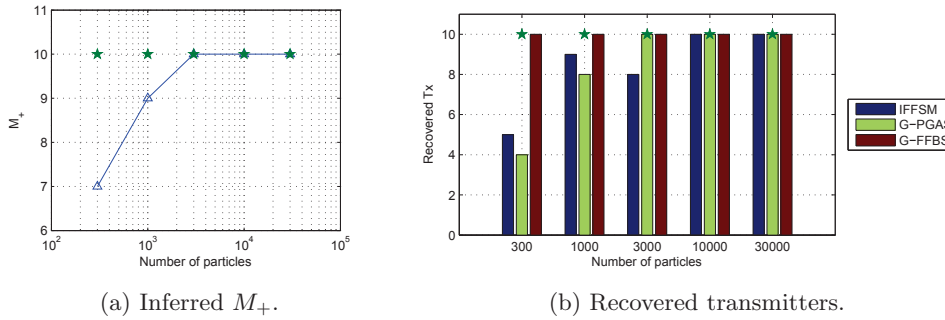 11
10
9
8
7
6
M+
10^2
10^3
10^4
10^5
Number of particles
(a) Inferred M+.
10
8
6
4
2
0
Recovered Tx
300
1000
3000
10000
30000
Number of particles
IFFSM
G-PGAS
G-FFBS
(b) Recovered transmitters.